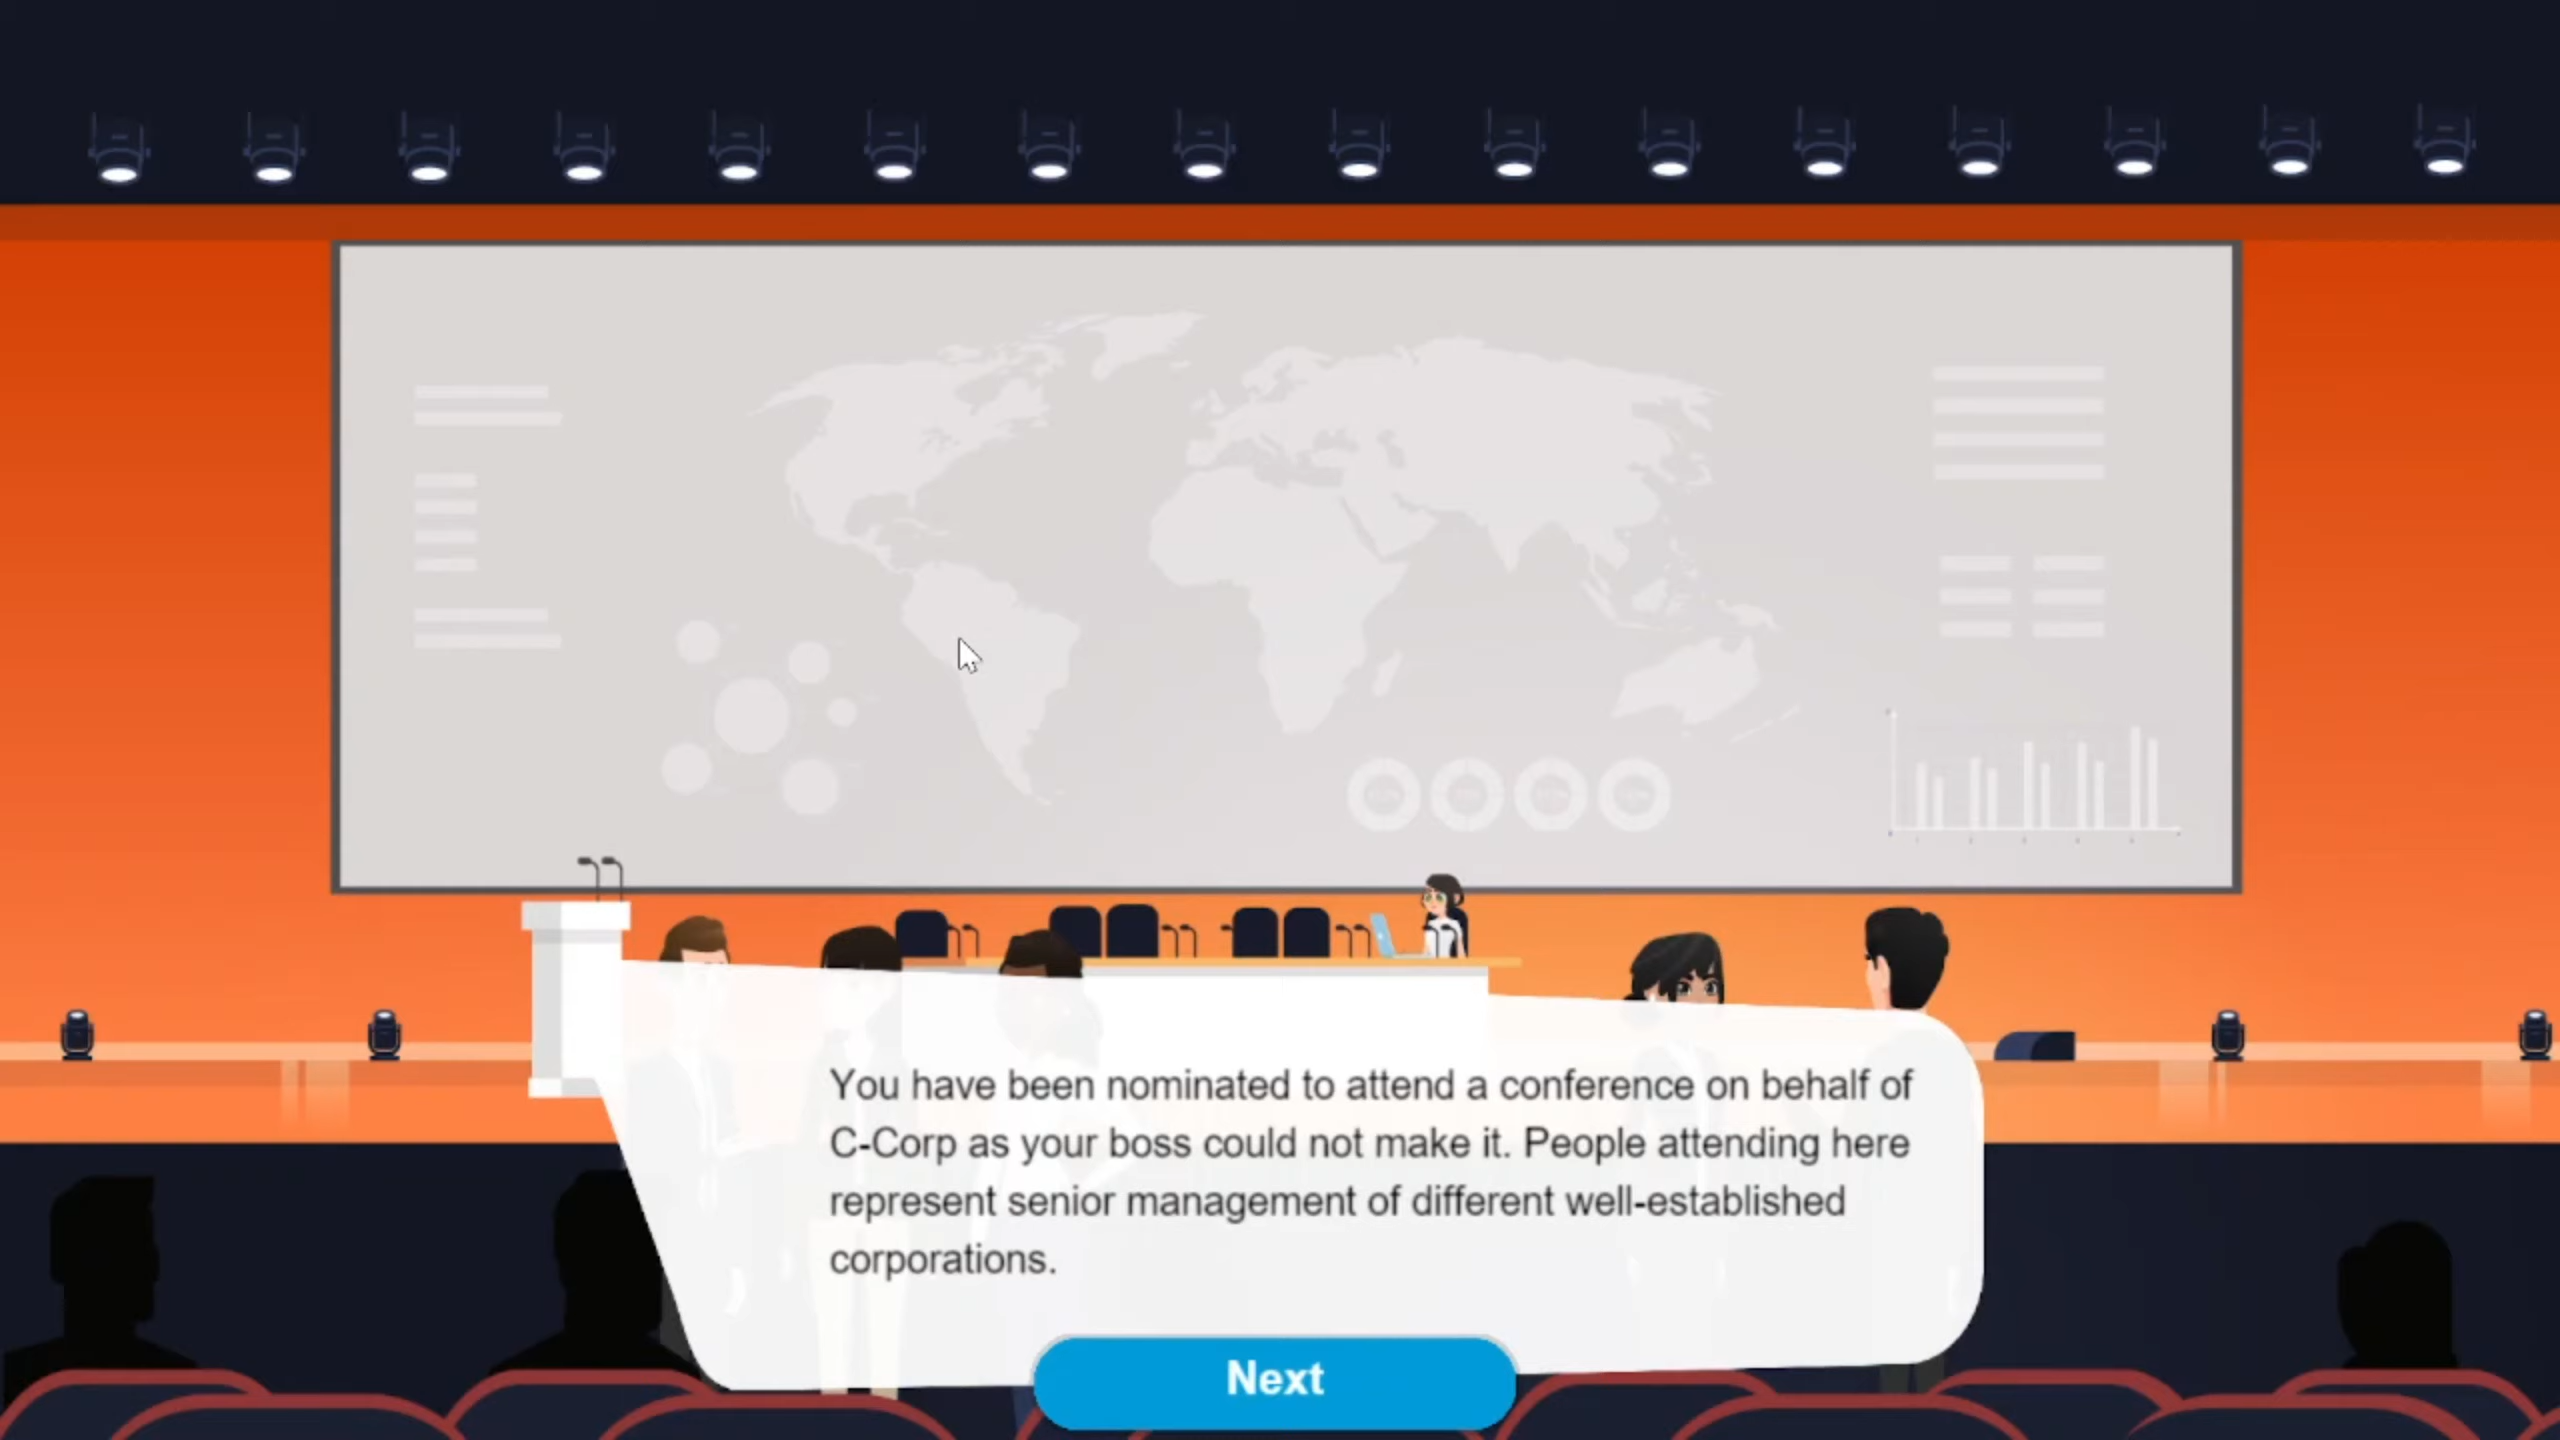 You have been nominated to attend a conference on behalf of
C-Corp as your boss could not make it. People attending here
represent senior management of different well-established
corporations.
Next